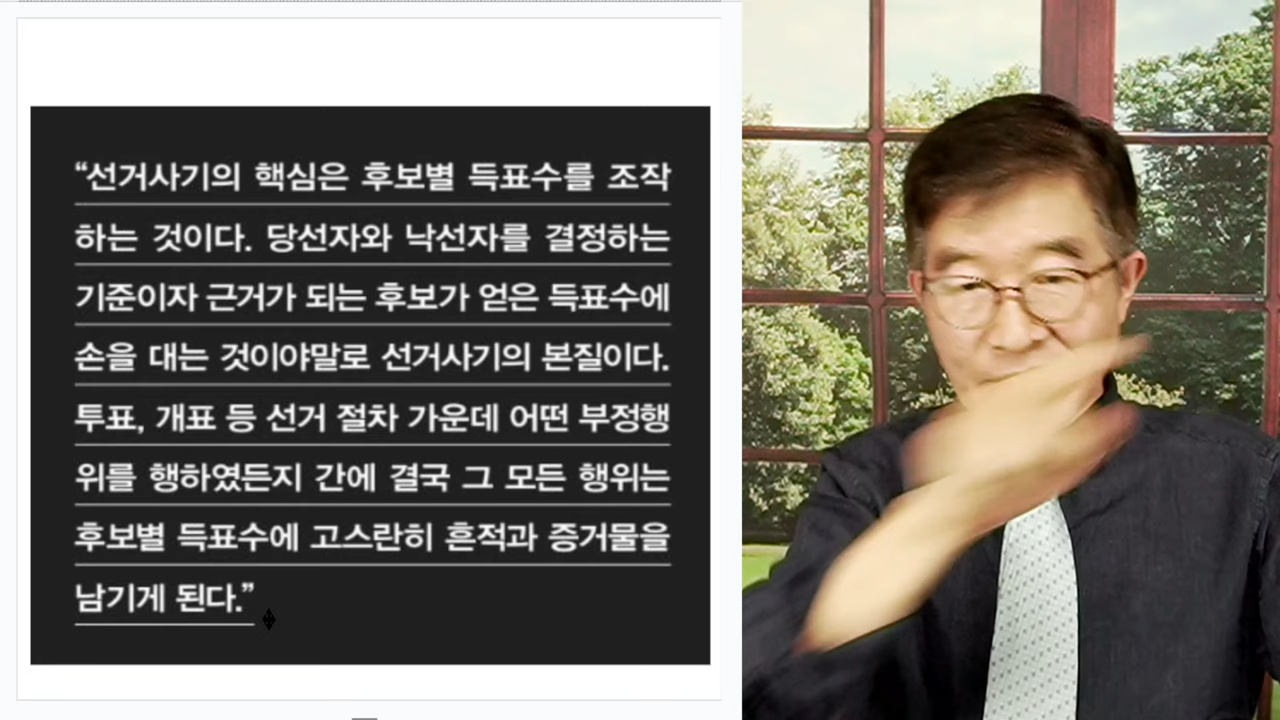 “선거사기의 핵심은 후보별 득표수를 조작
하는 것이다. 당선자와 낙선자를 결정하는
기준이자 근거가 되는 후보가 얻은 득표수에
손을 대는 것이야말로 선거사기의 본질이다.
투표, 개표 등 선거 절차 가운데 어떤 부정행
위를 행하였든지 간에 결국 그 모든 행위는
후보별 득표수에 고스란히 흔적과 증거물을
남기게 된다.”